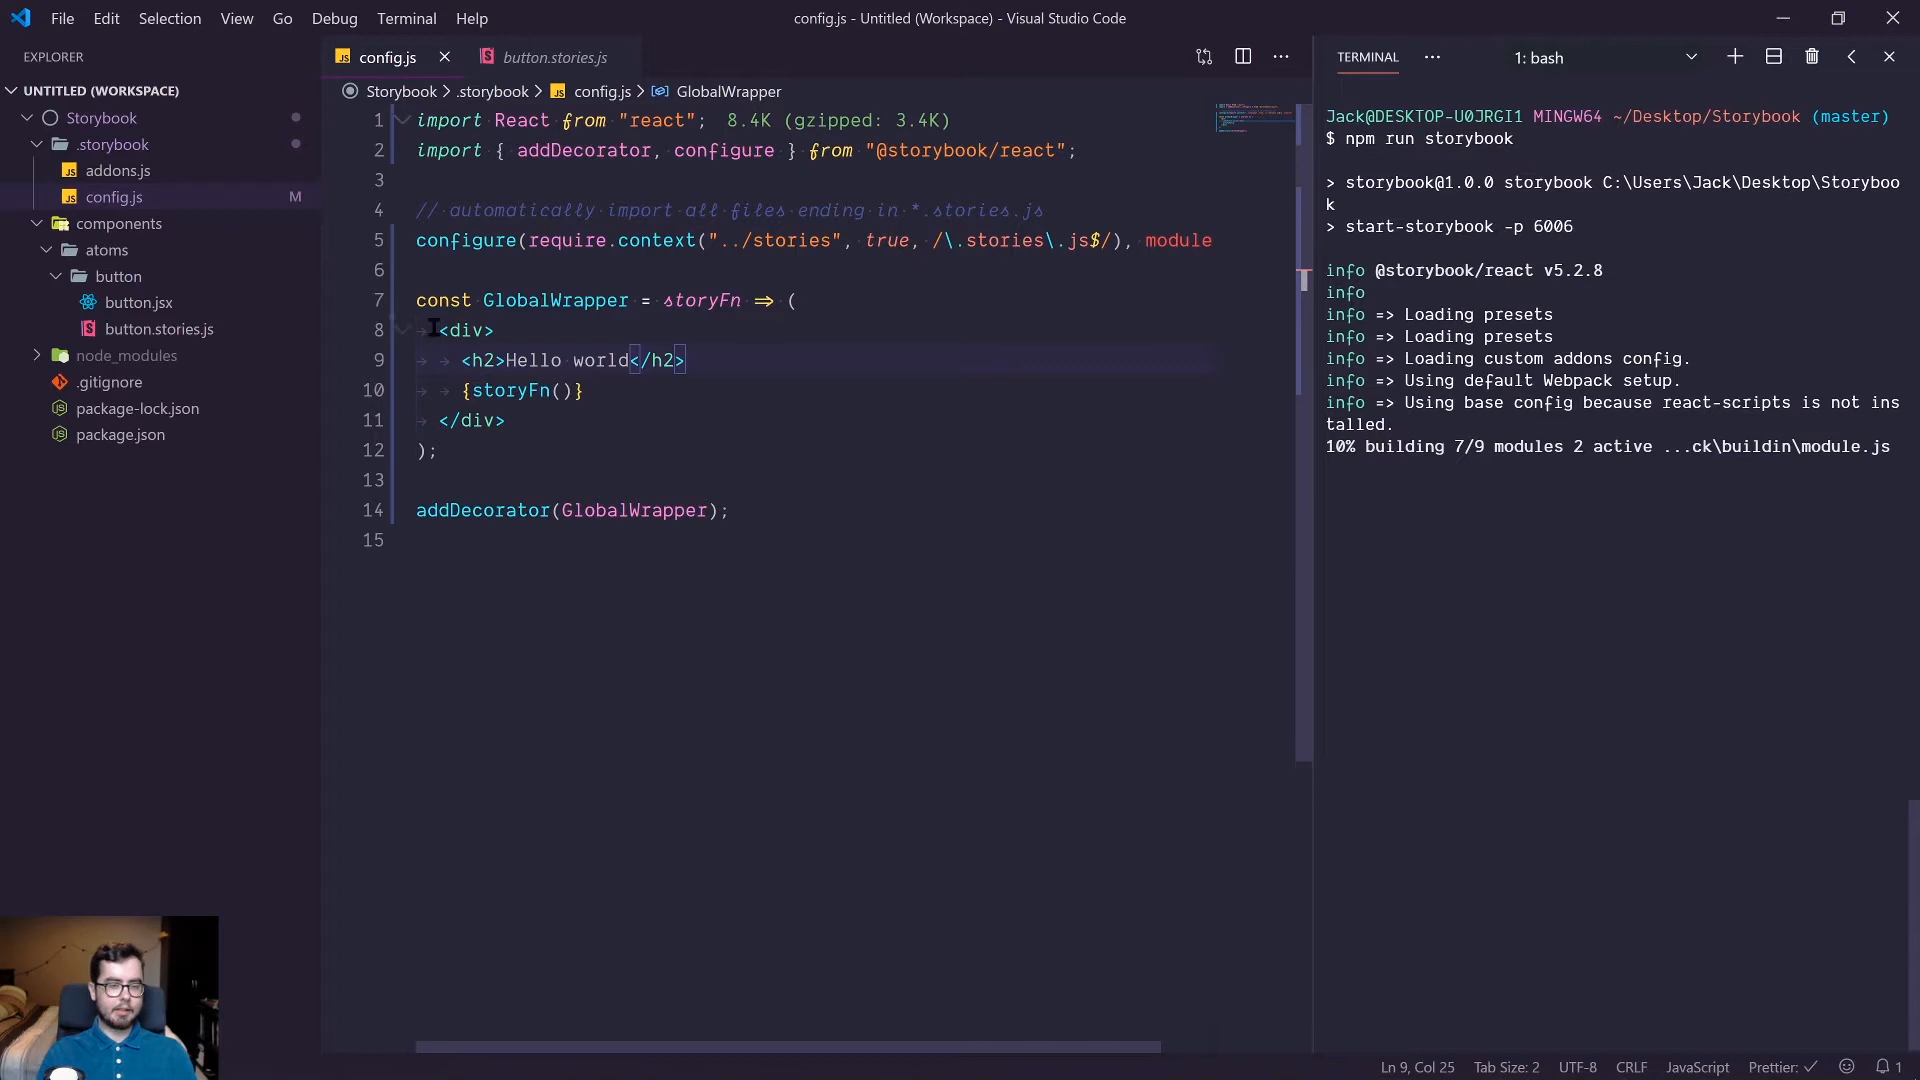 File Edit Selection View Go Debug Terminal Help
config.js - Untitled (Workspace) - Visual Studio Code
EXPLORER
UNTITLED (WORKSPACE)
Storybook
.storybook
addons.js
config.js M
components
atoms
button
button.jsx
button.stories.js
node_modules
.gitignore
package-lock.json
package.json
config.js
button.stories.js
Storybook > .storybook > config.js > GlobalWrapper
1 import React from "react"; 8.4K (gzipped: 3.4K)
2 import { addDecorator, configure } from "@storybook/react";
3
4 // automatically import all files ending in *.stories.js
5 configure(require.context("../stories", true, /\.stories\.js$/), module
6
7 const GlobalWrapper = storyFn => (
8 <div>
9 <h2>Hello world</h2>
10 {storyFn()}
11 </div>
12 );
13
14 addDecorator(GlobalWrapper);
15
TERMINAL
1: bash
Jack@DESKTOP-U0JRGI1 MINGW64 ~/Desktop/Storybook (master)
$ npm run storybook
> storybook@1.0.0 storybook C:\Users\Jack\Desktop\Storyboo
k
> start-storybook -p 6006
info @storybook/react v5.2.8
info
info => Loading presets
info => Loading presets
info => Loading custom addons config.
info => Using default Webpack setup.
info => Using base config because react-scripts is not ins
talled.
10% building 7/9 modules 2 active ...ck\buildin\module.js
Ln 9, Col 25 Tab Size: 2 UTF-8 CRLF JavaScript Prettier: ✓ 1